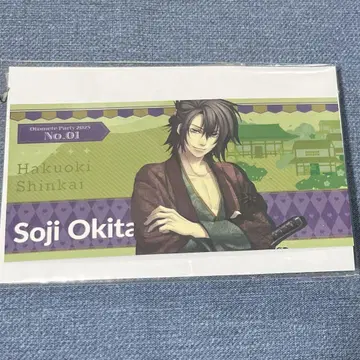 Otomate Party 2023
No.01
Hakuoki
Shinkai
Soji Okita